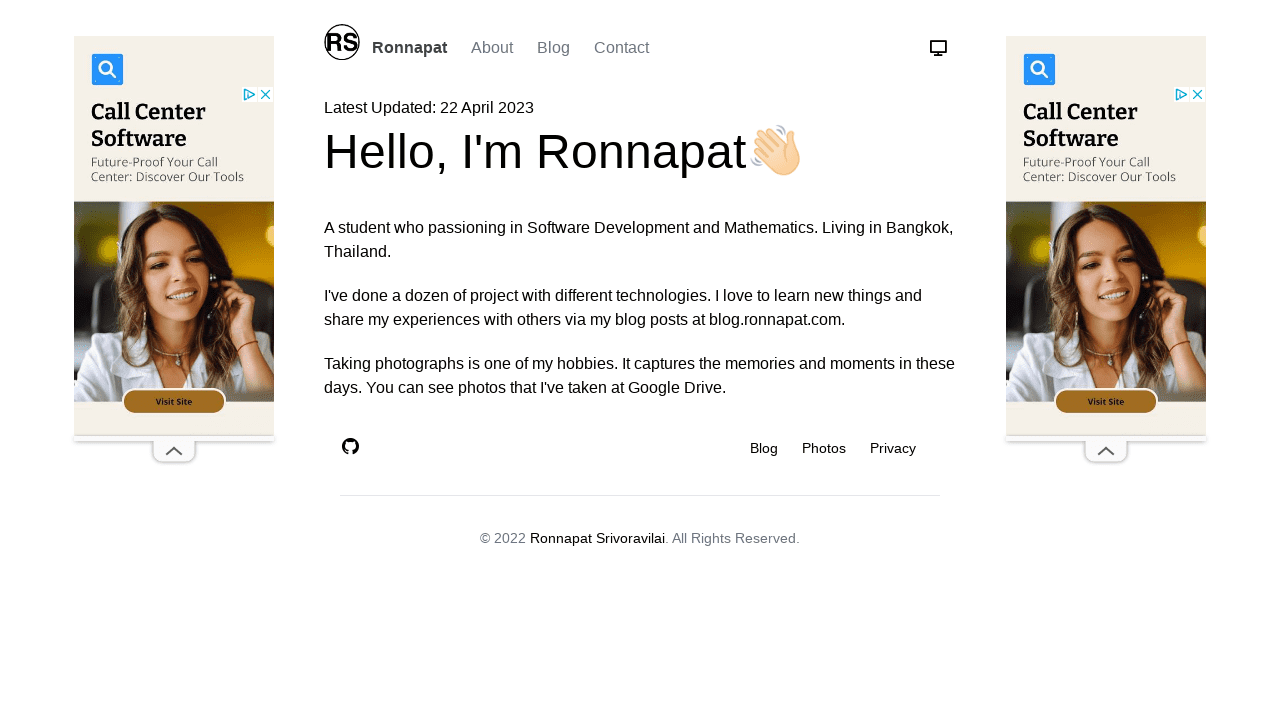 RS
Ronnapat About Blog Contact
Call Center
Software
Future-Proof Your Call
Center: Discover Our Tools
Visit Site
Latest Updated: 22 April 2023
Hello, I'm Ronnapat👋🏼
A student who passioning in Software Development and Mathematics. Living in Bangkok,
Thailand.
I've done a dozen of project with different technologies. I love to learn new things and
share my experiences with others via my blog posts at blog.ronnapat.com.
Taking photographs is one of my hobbies. It captures the memories and moments in these
days. You can see photos that I've taken at Google Drive.
Blog Photos Privacy
© 2022 Ronnapat Srivoravilai. All Rights Reserved.
Call Center
Software
Future-Proof Your Call
Center: Discover Our Tools
Visit Site